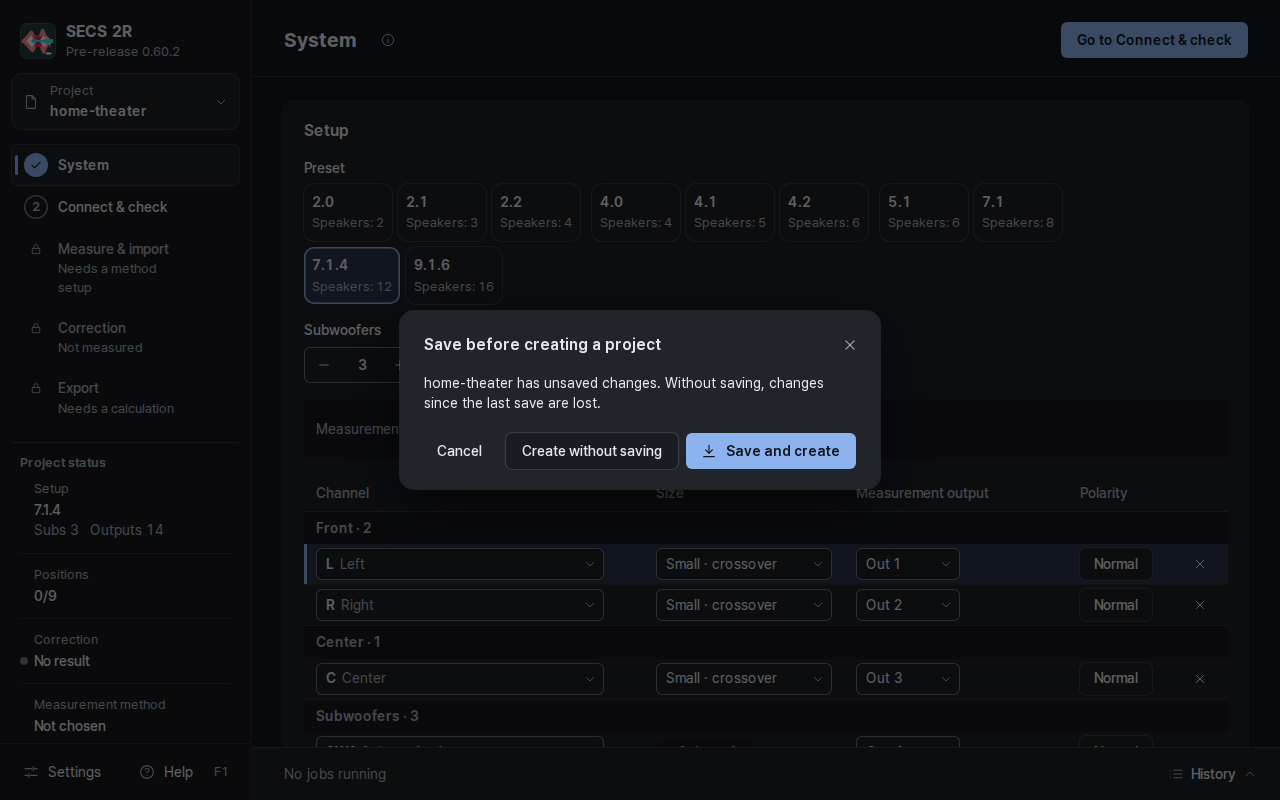 SECS 2R
Pre-release 0.60.2
Project
home-theater
System
2 Connect & check
Measure & import
Needs a method
setup
Correction
Not measured
Export
Needs a calculation
Project status
Setup
7.1.4
Subs 3 Outputs 14
Positions
0/9
Correction
No result
Measurement method
Not chosen
Settings
Help F1
System
Go to Connect & check
Setup
Preset
2.0
Speakers: 2
2.1
Speakers: 3
2.2
Speakers: 4
4.0
Speakers: 4
4.1
Speakers: 5
4.2
Speakers: 6
5.1
Speakers: 6
7.1
Speakers: 8
7.1.4
Speakers: 12
9.1.6
Speakers: 16
Subwoofers
3
Save before creating a project
home-theater has unsaved changes. Without saving, changes
since the last save are lost.
Cancel
Create without saving
Save and create
Channel Size Measurement output Polarity
Front · 2
L Left Small · crossover Out 1 Normal
R Right Small · crossover Out 2 Normal
Center · 1
C Center Small · crossover Out 3 Normal
Subwoofers · 3
No jobs running
History